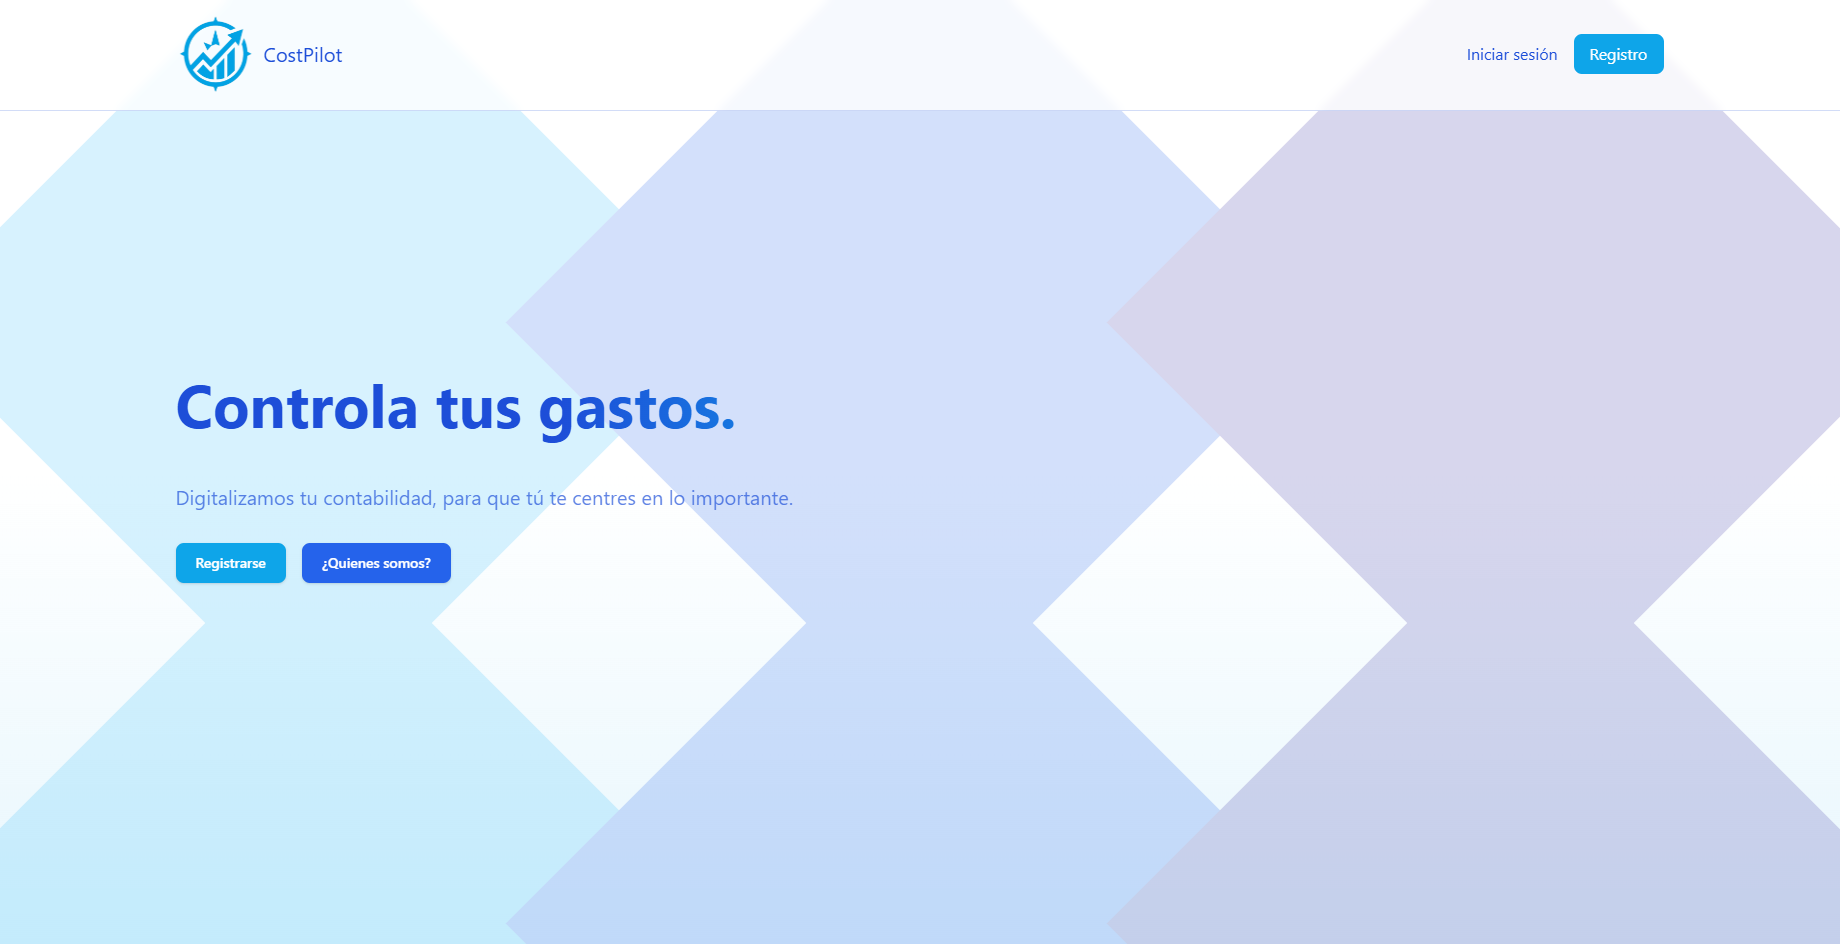 CostPilot
Iniciar sesión
Registro
Controla tus gastos.
Digitalizamos tu contabilidad, para que tú te centres en lo importante.
Registrarse
¿Quienes somos?